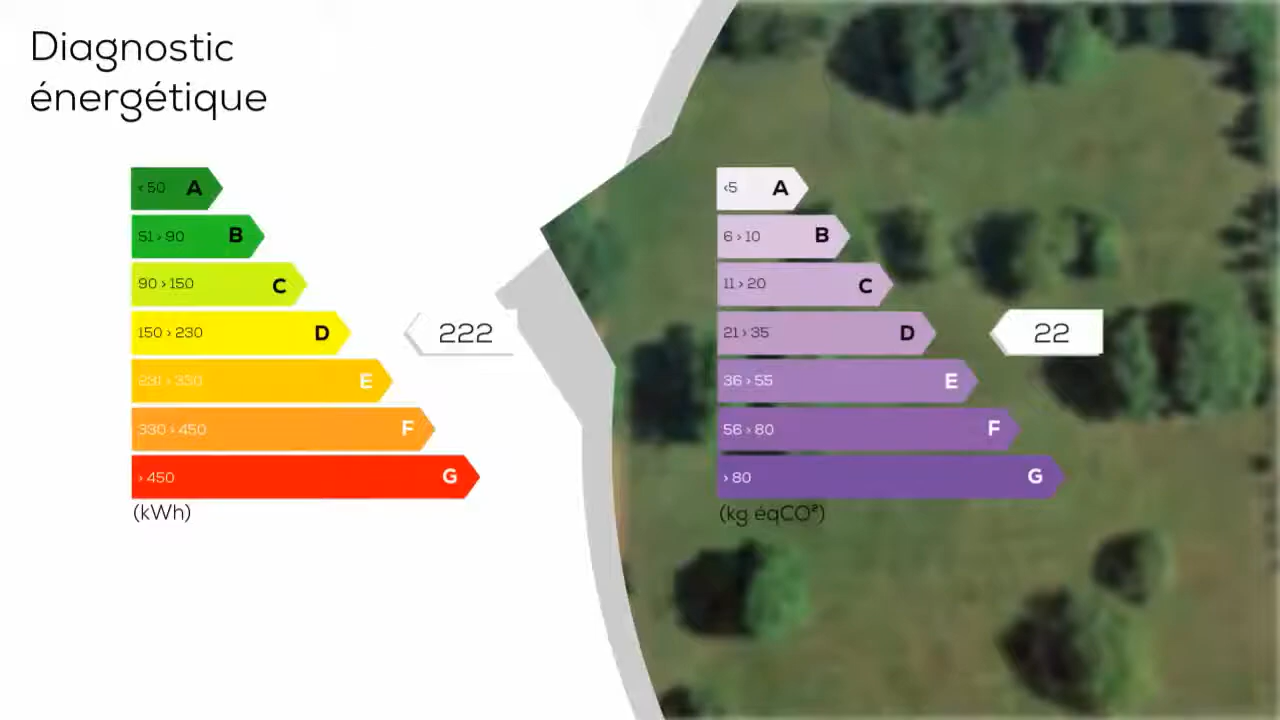 Diagnostic
énergétique
< 50 A
51 > 90 B
90 > 150 C
150 > 230 D
222
231 > 330 E
330 > 450 F
> 450 G
(kWh)
<5 A
6 > 10 B
11 > 20 C
21 > 35 D
22
36 > 55 E
56 > 80 F
> 80 G
(kg éqCO²)